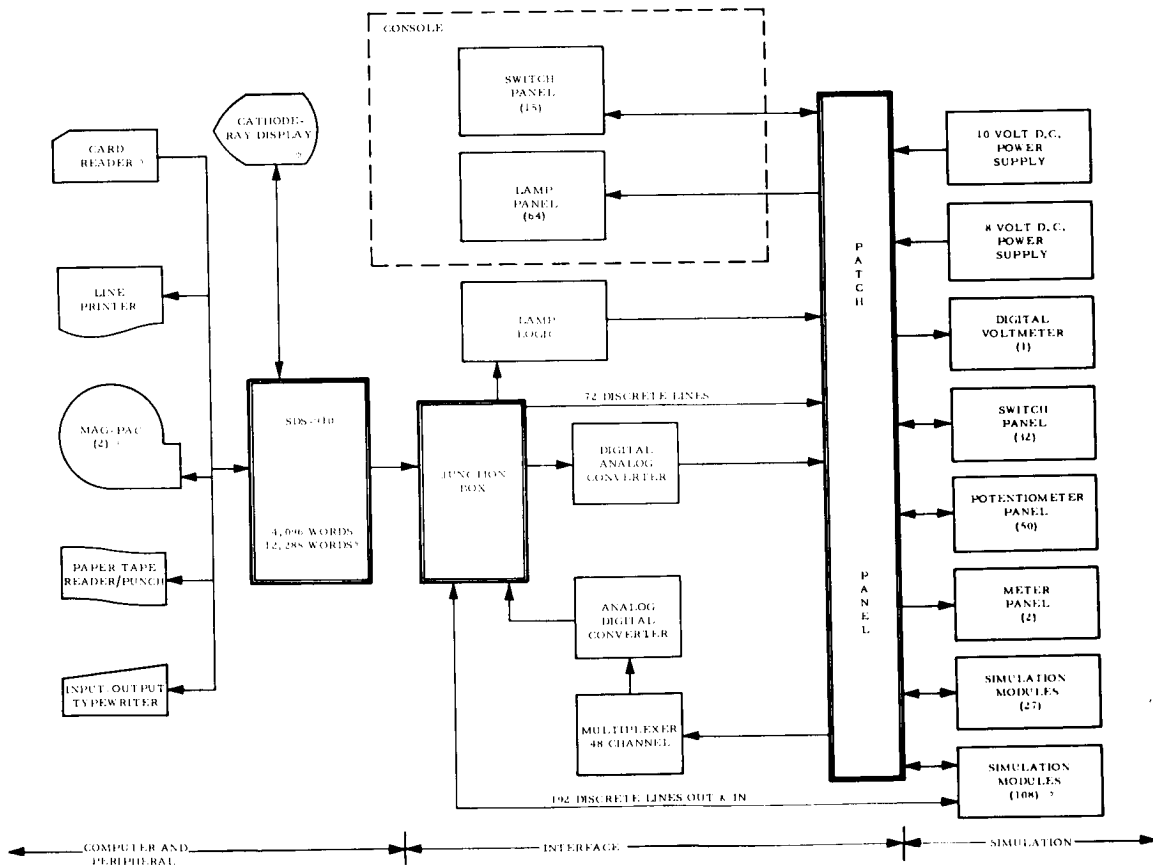 CONSOLE
SWITCH
PANEL
(15)
LAMP
PANEL
(64)
CATHODE-
RAY DISPLAY
CARD
READER
LINE
PRINTER
MAG-PAC
(2)
PAPER TAPE
READER/PUNCH
INPUT-OUTPUT
TYPEWRITER
4,096 WORDS
12,288 WORDS
LAMP
LOGIC
72 DISCRETE LINES
JUNCTION
BOX
DIGITAL
ANALOG
CONVERTER
ANALOG
DIGITAL
CONVERTER
MULTIPLEXER
48 CHANNEL
192 DISCRETE LINES OUT & IN
PATCH
PANEL
10 VOLT D.C.
POWER
SUPPLY
8 VOLT D.C.
POWER
SUPPLY
DIGITAL
VOLTMETER
(1)
SWITCH
PANEL
(32)
POTENTIOMETER
PANEL
(50)
METER
PANEL
(2)
SIMULATION
MODULES
(27)
SIMULATION
MODULES
(108)
COMPUTER AND
PERIPHERAL
INTERFACE
SIMULATION